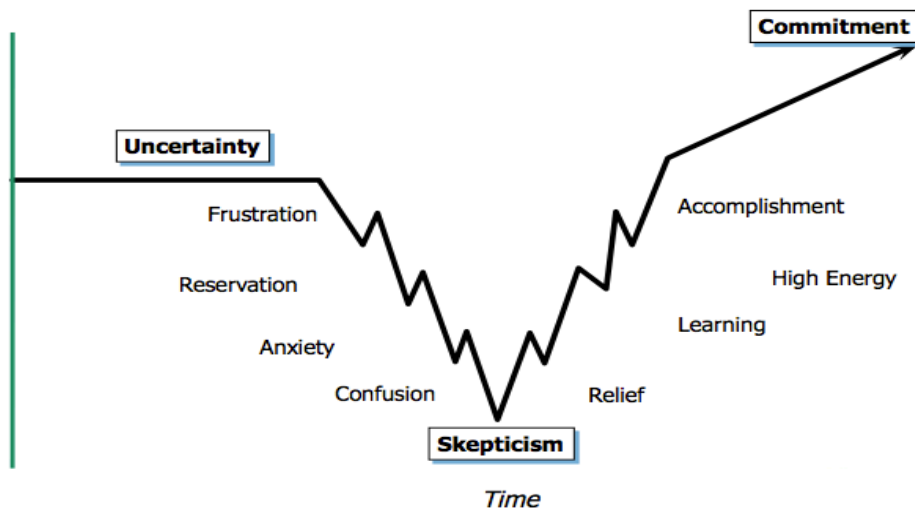 Commitment
Uncertainty
Frustration
Accomplishment
Reservation
High Energy
Learning
Anxiety
Confusion
Relief
Skepticism
Time